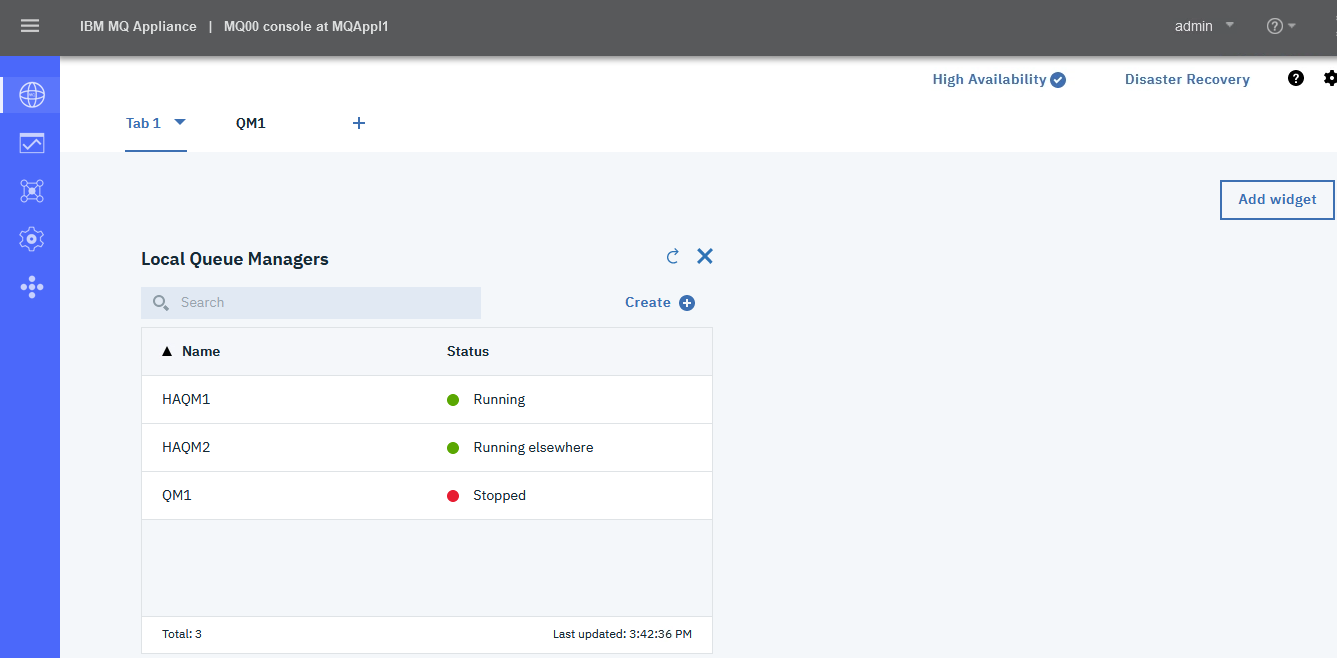 IBM MQ Appliance | MQ00 console at MQAppl1 admin
High Availability Disaster Recovery
Tab 1 QM1
Add widget
Local Queue Managers
Search Create
Name Status
HAQM1 Running
HAQM2 Running elsewhere
QM1 Stopped
Total: 3 Last updated: 3:42:36 PM